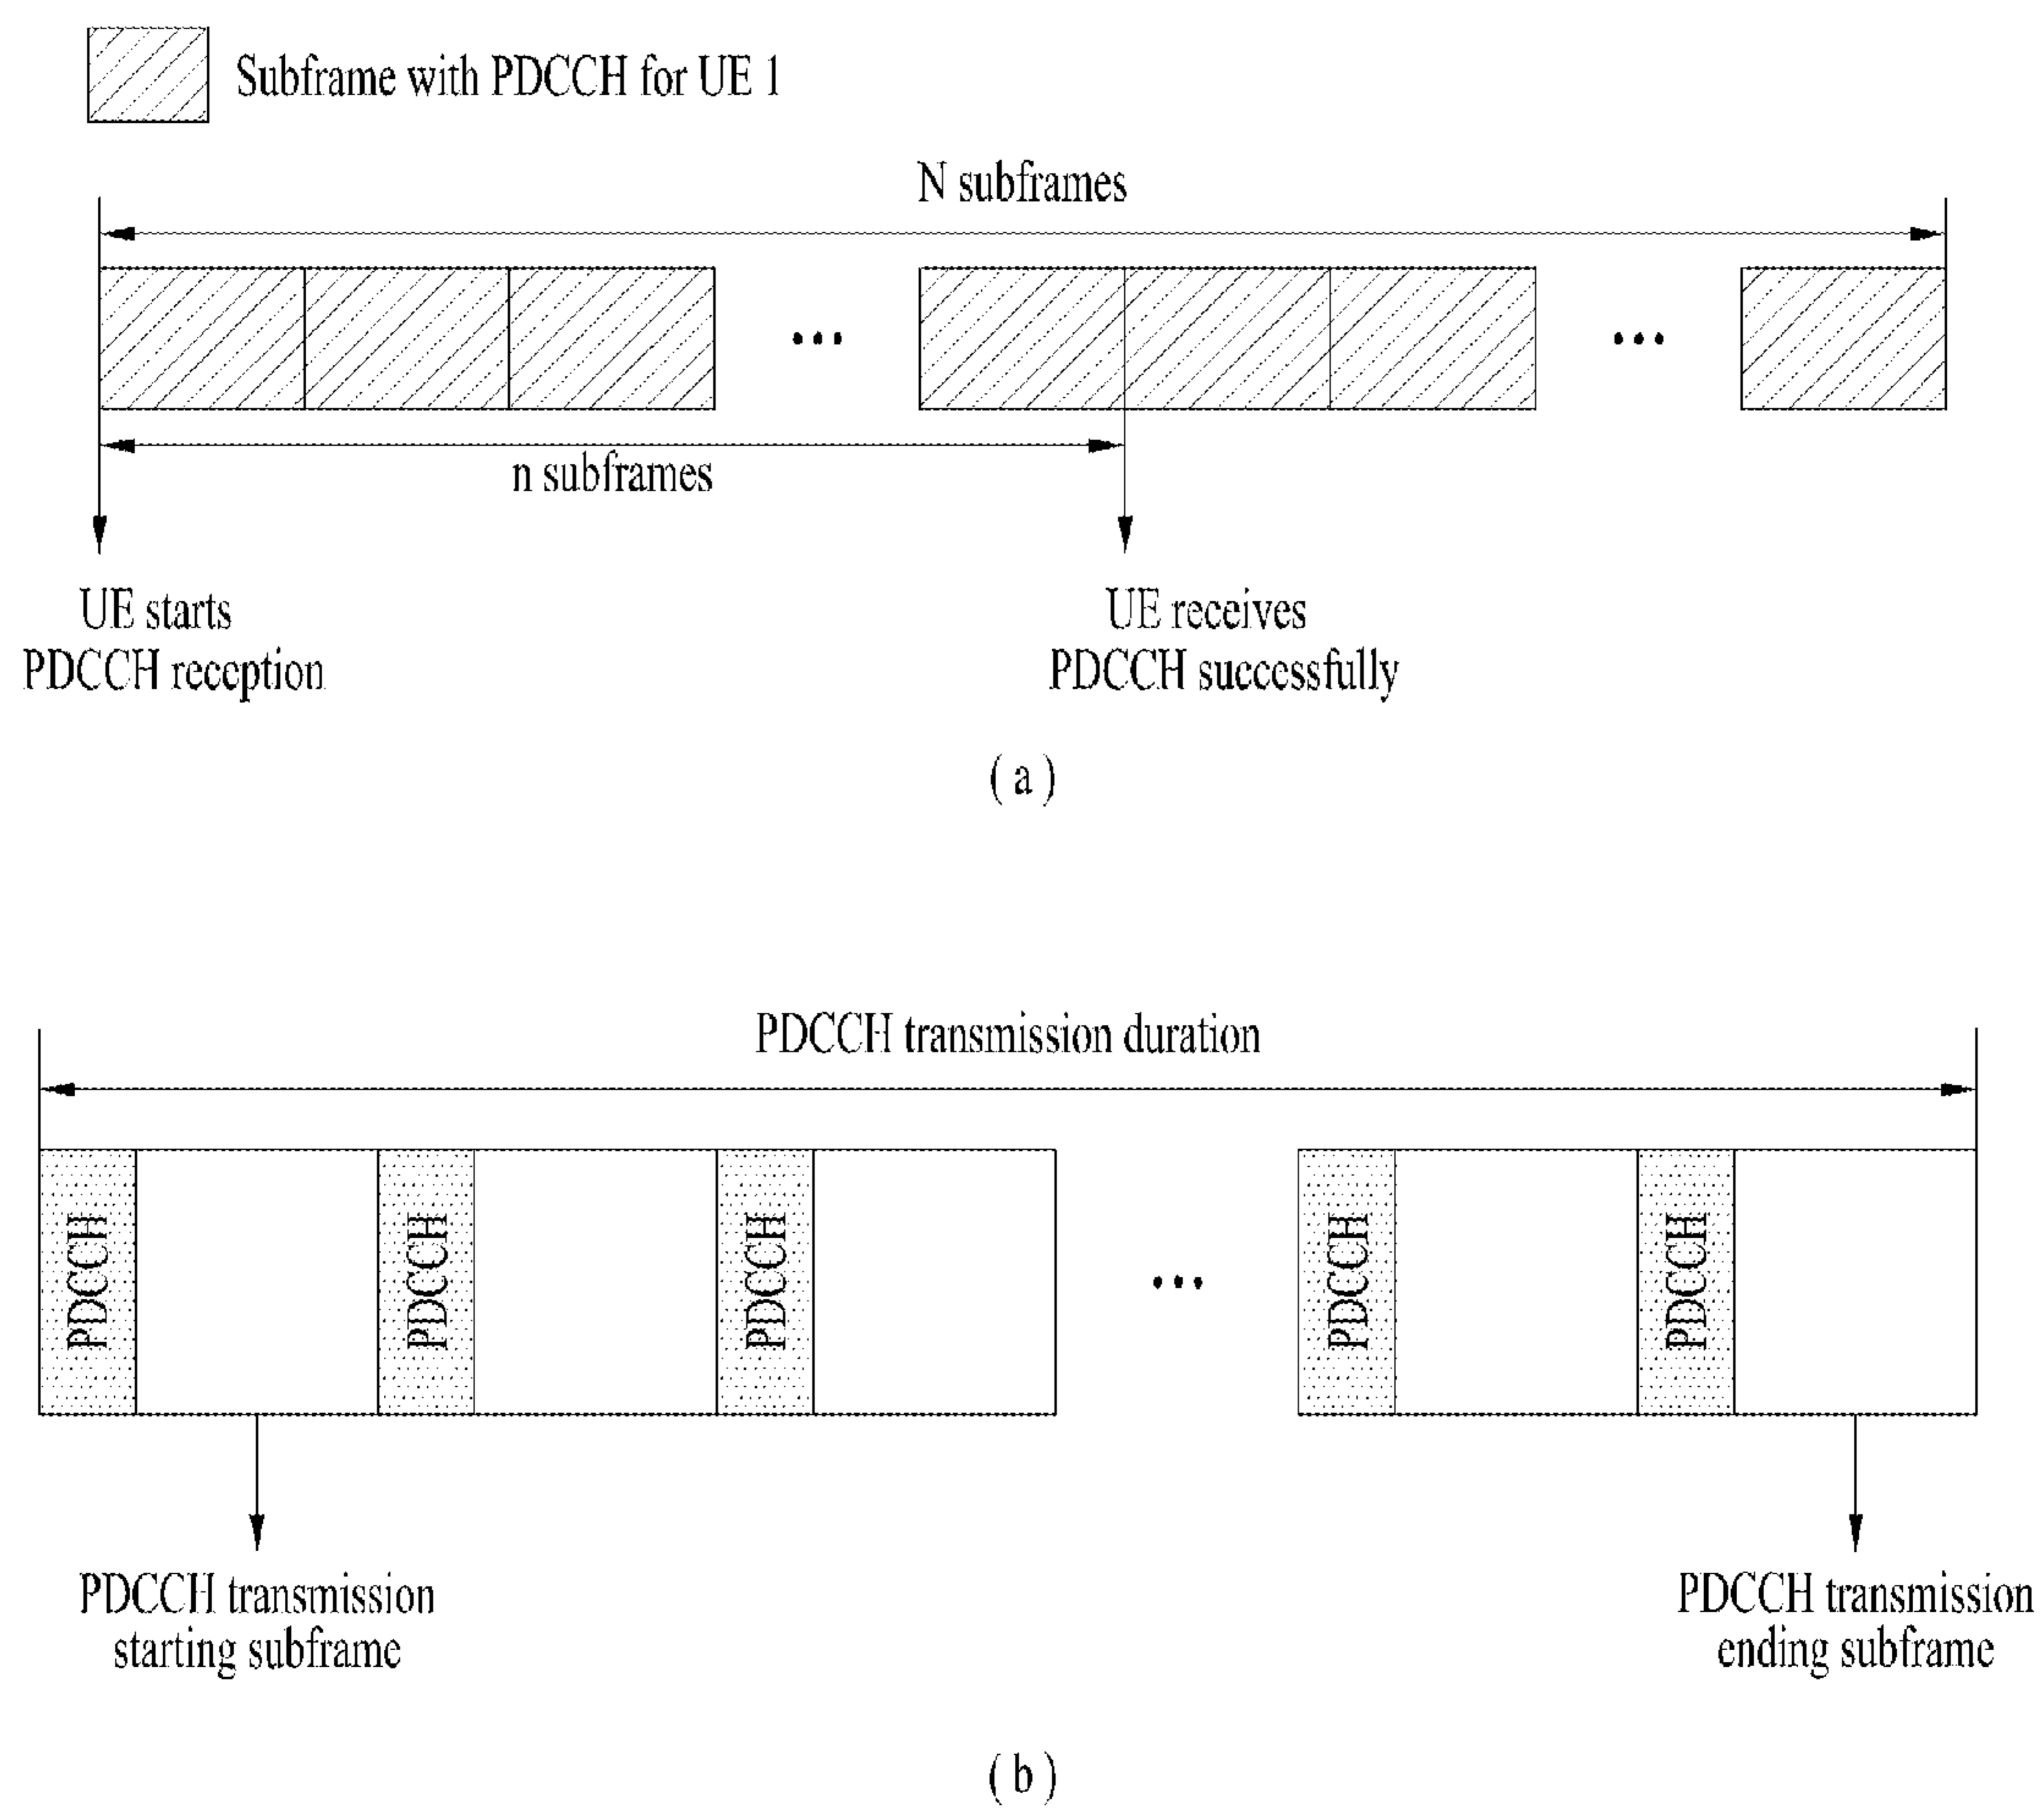 Subframe with PDCCH for UE 1
N subframes
...
...
n subframes
UE starts
PDCCH reception
UE receives
PDCCH successfully
( a )
PDCCH transmission duration
PDCCH
PDCCH
PDCCH
...
PDCCH
PDCCH
PDCCH transmission
starting subframe
PDCCH transmission
ending subframe
( b )